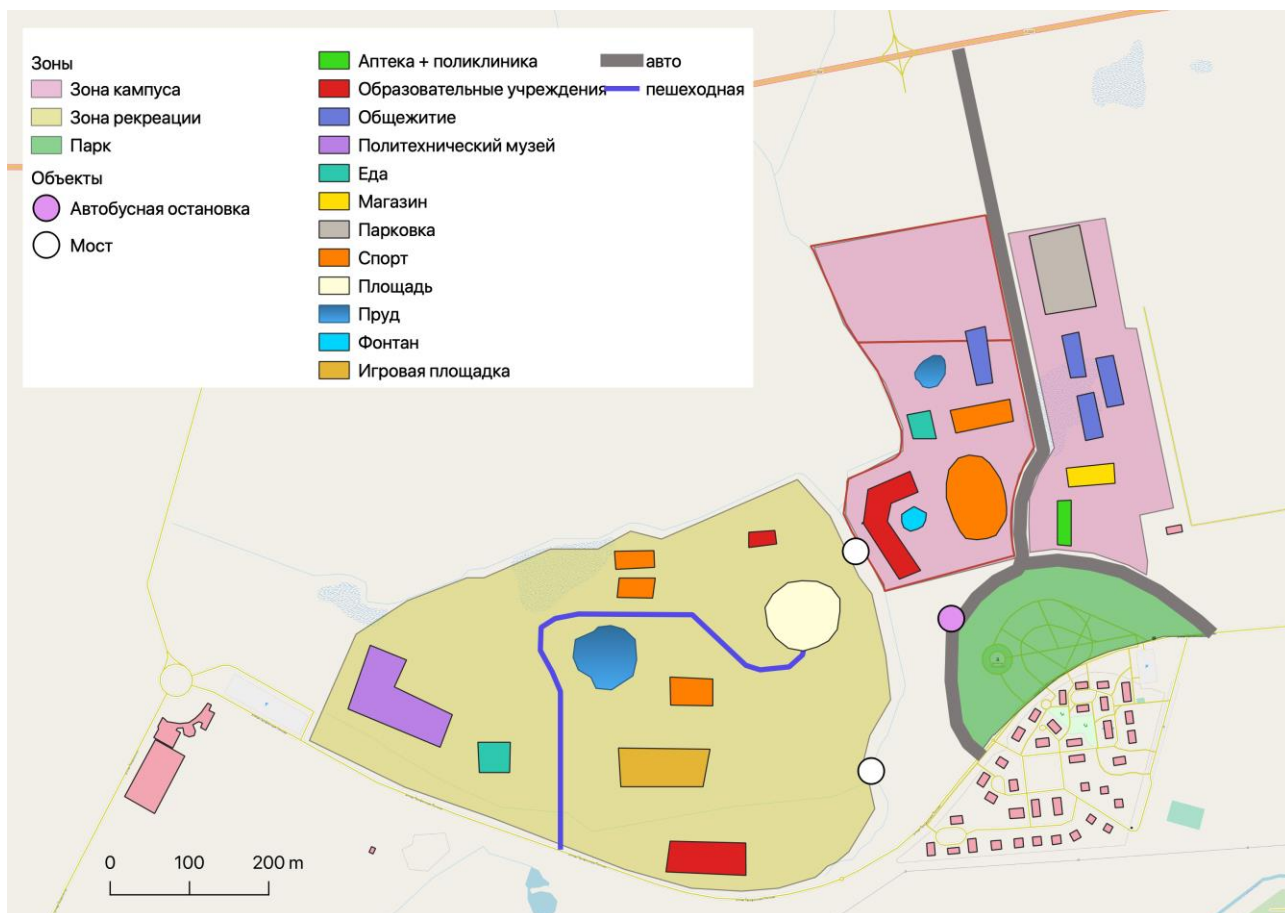 Зоны
Зона кампуса
Зона рекреации
Парк
Объекты
Автобусная остановка
Мост
Аптека + поликлиника
Образовательные учреждения
Общежитие
Политехнический музей
Еда
Магазин
Парковка
Спорт
Площадь
Пруд
Фонтан
Игровая площадка
авто
пешеходная
0 100 200 m